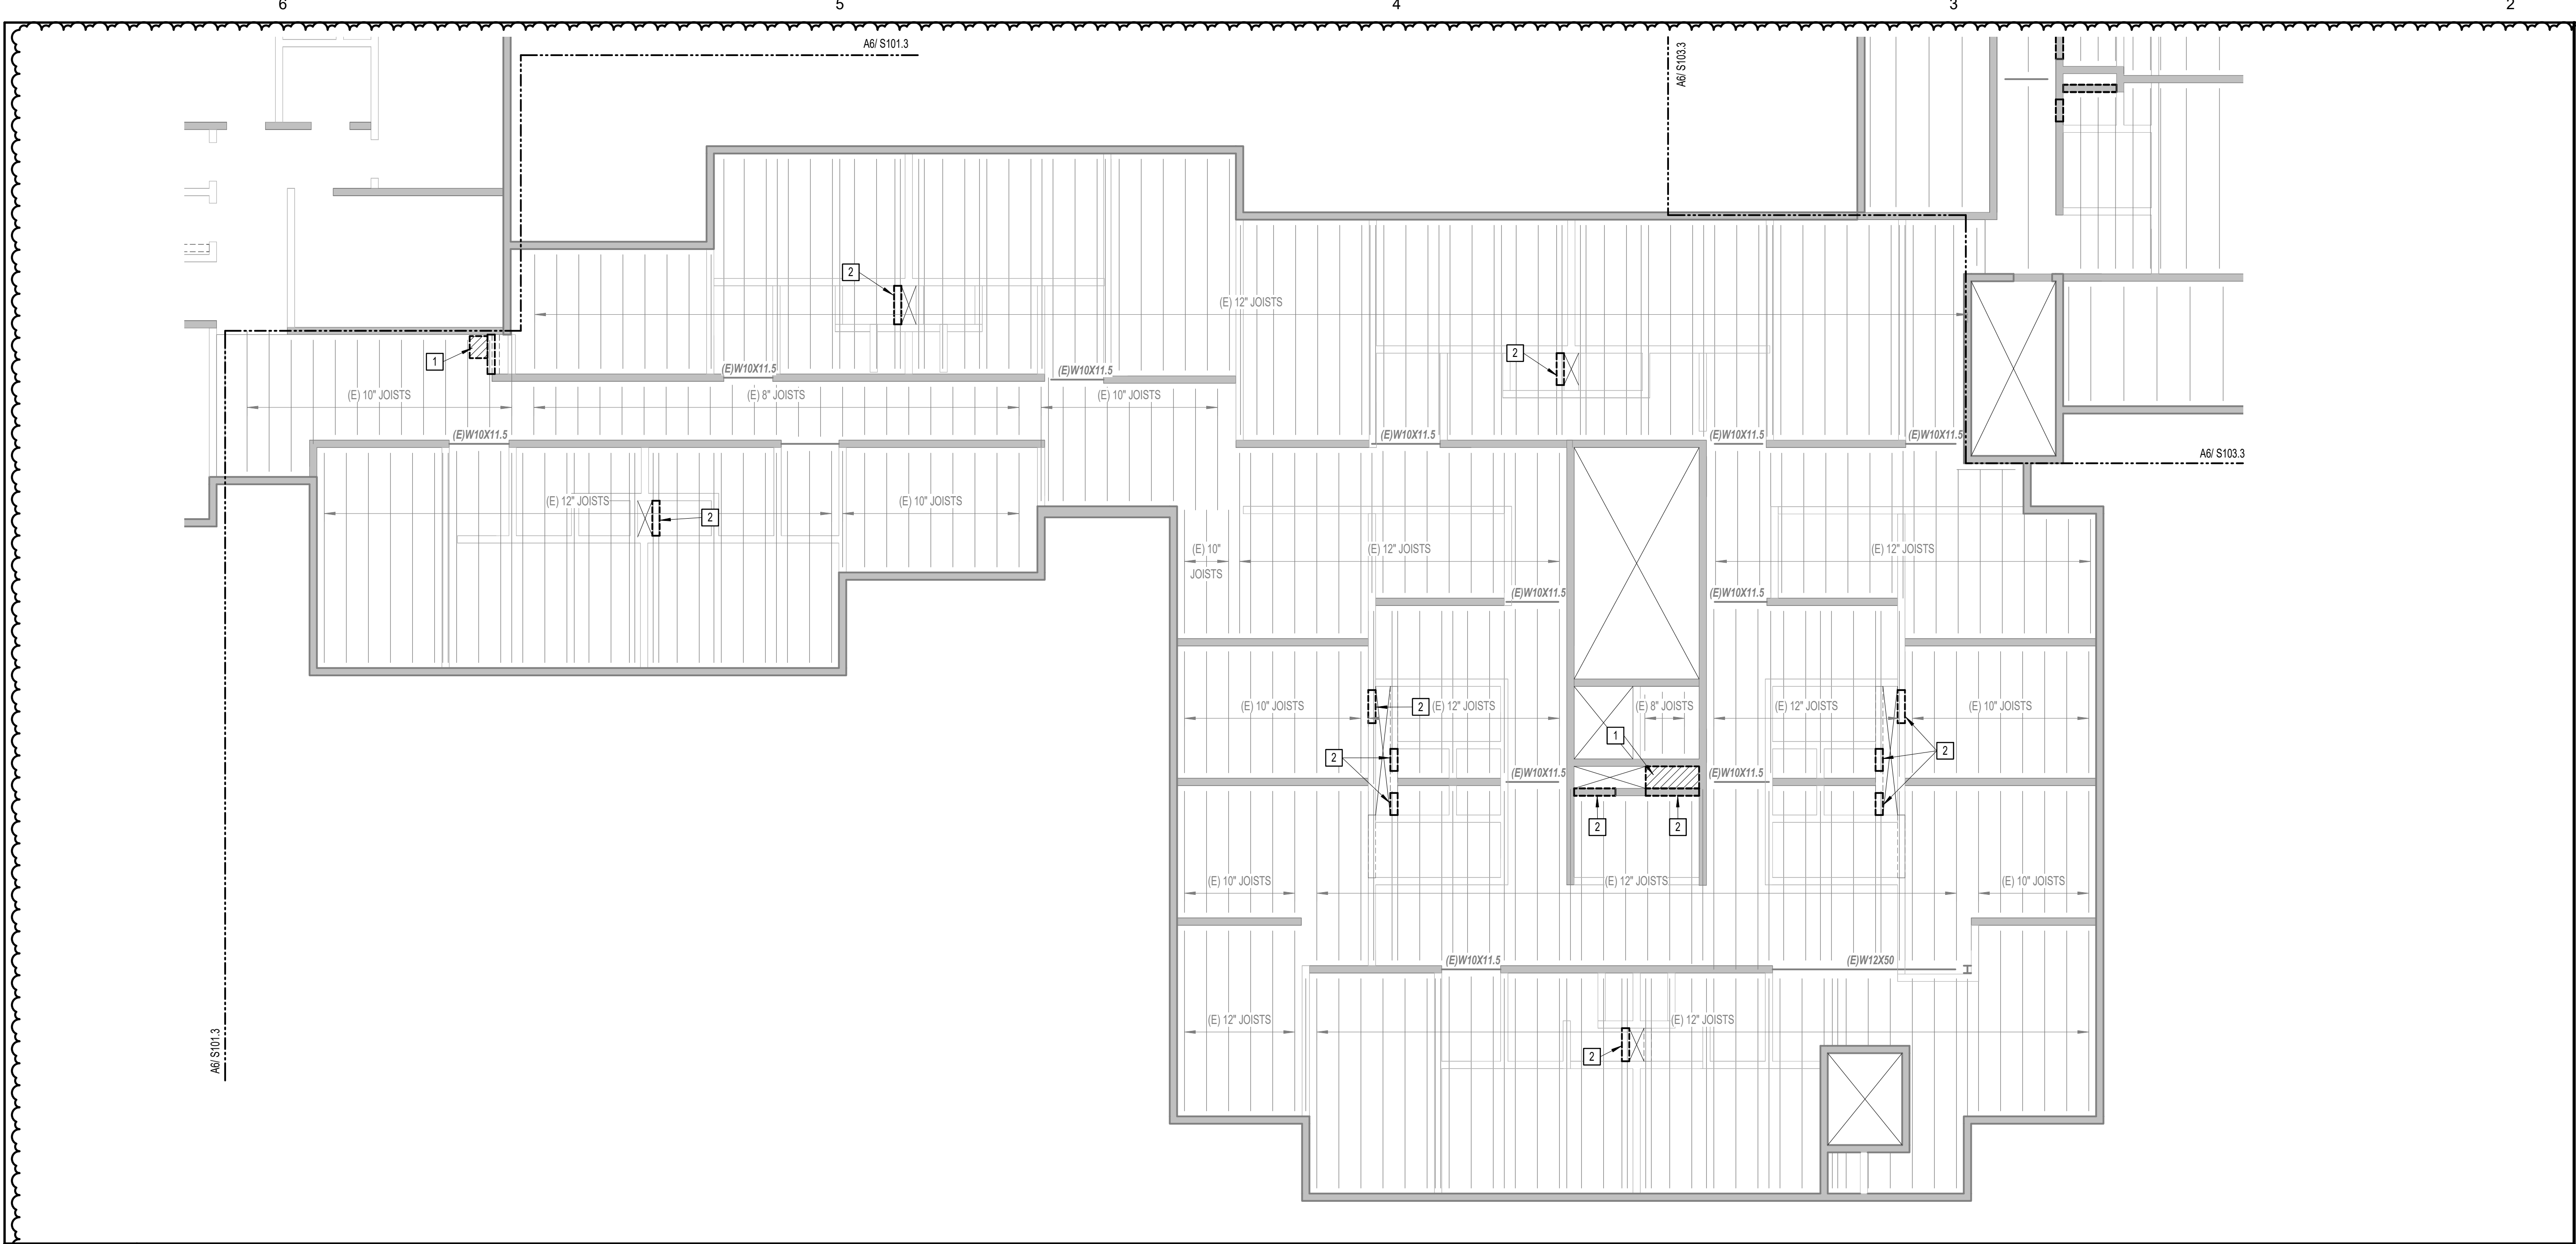 6
5
4
3
2
A6/ S101.3
A6/ S103.3
2
(E) 12" JOISTS
1
2
(E)W10X11.5
(E)W10X11.5
(E) 10" JOISTS
(E) 8" JOISTS
(E) 10" JOISTS
(E)W10X11.5
(E)W10X11.5
(E)W10X11.5
(E)W10X11.5
A6/ S103.3
(E) 12" JOISTS
(E) 10" JOISTS
2
(E) 10"
JOISTS
(E) 12" JOISTS
(E) 12" JOISTS
(E)W10X11.5
(E)W10X11.5
(E) 10" JOISTS
2
(E) 12" JOISTS
(E) 8" JOISTS
(E) 12" JOISTS
(E) 10" JOISTS
1
2
2
(E)W10X11.5
(E)W10X11.5
2
2
(E) 10" JOISTS
(E) 12" JOISTS
(E) 10" JOISTS
(E)W10X11.5
(E)W12X50
(E) 12" JOISTS
(E) 12" JOISTS
2
A6/ S101.3